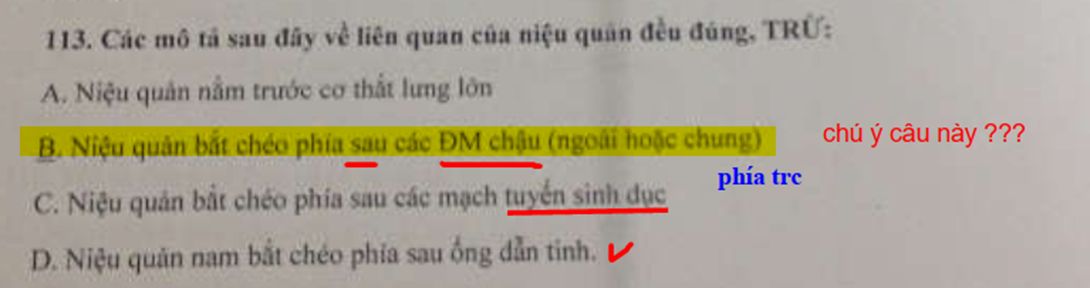 113. Các mô tả sau đây về liên quan của niệu quản đều đúng, TRỪ:
A. Niệu quản nằm trước cơ thắt lưng lớn
B. Niệu quản bắt chéo phía sau các ĐM chậu (ngoài hoặc chung)
chú ý câu này ???
phía trc
C. Niệu quản bắt chéo phía sau các mạch tuyến sinh dục
D. Niệu quản nam bắt chéo phía sau ống dẫn tinh.